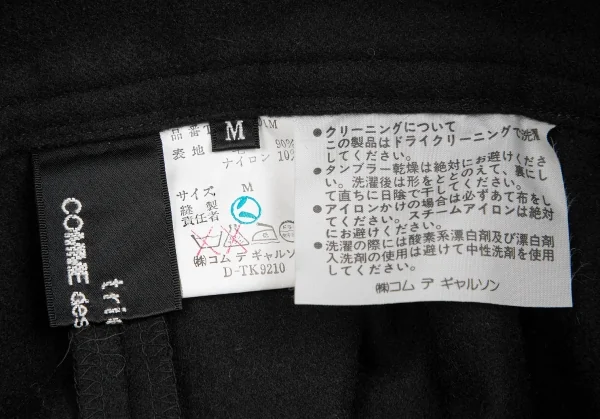 COMME des
tric
M
品番
表地 90%
ナイロン 10%
サイズ M
縫製
責任者
㈱コム デ ギャルソン
D-TK9210
●クリーニングについて
この製品はドライクリーニングで洗濯
してください。
●タンブラー乾燥は絶対にお避けくださ
い。洗濯後は形をととのえて、裏にし
て直ちに日陰で干してください。
●アイロンかけの場合は必ずあて布をし
てください。スチームアイロンは絶対
にお避けください。
●洗濯の際には酸素系漂白剤及び漂白剤
入洗剤の使用は避けて中性洗剤を使用
してください。
㈱コム デ ギャルソン